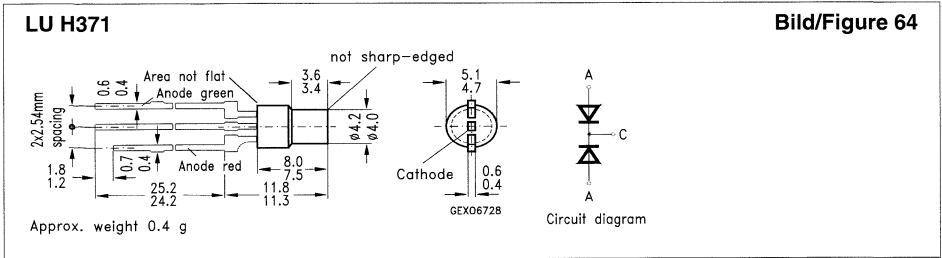 LU H371
Bild/Figure 64
not sharp-edged
3.6
3.4
Area not flat
Anode green
0.6
0.4
2x2.54mm
spacing
ø4.2
ø4.0
0.7
0.4
Anode red
8.0
7.5
1.8
1.2
25.2
24.2
11.8
11.3
Approx. weight 0.4 g
5.1
4.7
Cathode
0.6
0.4
GEXO6728
A
C
A
Circuit diagram